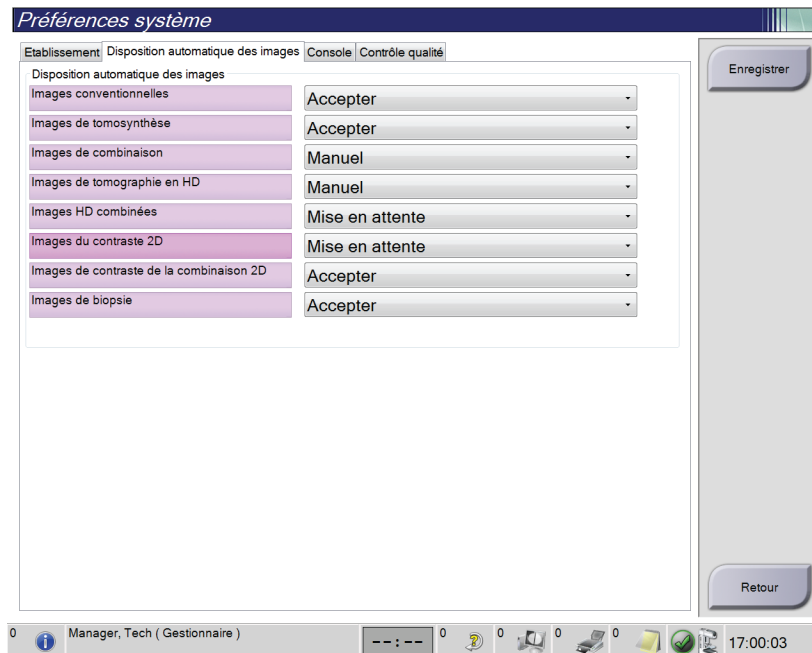 Préférences système
Etablissement Disposition automatique des images Console Contrôle qualité
Enregistrer
Disposition automatique des images
Images conventionnelles Accepter
Images de tomosynthèse Accepter
Images de combinaison Manuel
Images de tomographie en HD Manuel
Images HD combinées Mise en attente
Images du contraste 2D Mise en attente
Images de contraste de la combinaison 2D Accepter
Images de biopsie Accepter
Retour
0 Manager, Tech ( Gestionnaire ) --:-- 0 0 0 0 17:00:03